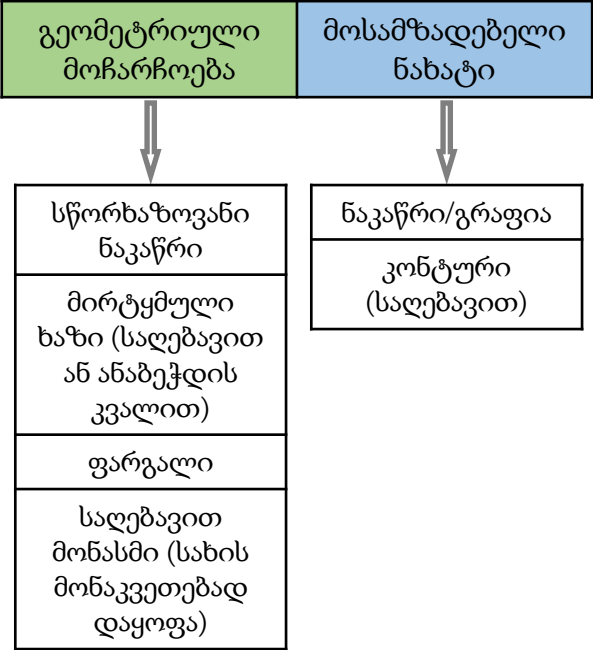 გეომეტრიული
მოჩარჩოება
მოსამზადებელი
ნახატი
სწორხაზოვანი
ნაკაწრი
მირტყმული
ხაზი (საღებავით
ან ანაბეჭდის
კვალით)
ფარგალი
საღებავით
მონასმი (სახის
მონაკვეთებად
დაყოფა)
ნაკაწრი/გრაფია
კონტური
(საღებავით)